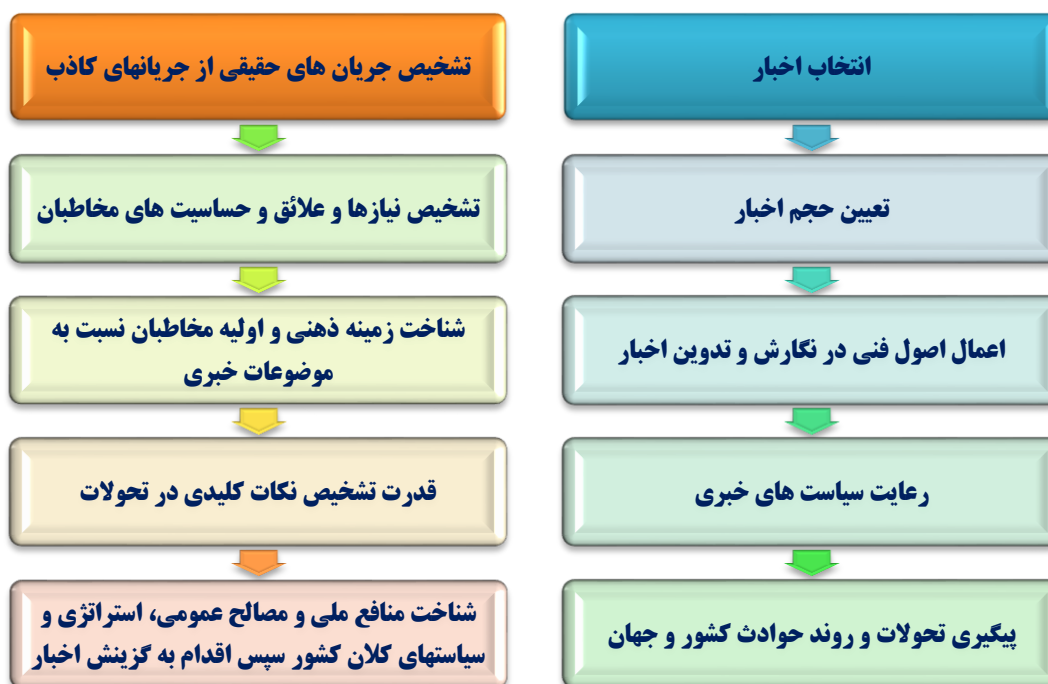 انتخاب اخبار
تعیین حجم اخبار
اعمال اصول فنی در نگارش و تدوین اخبار
رعایت سیاست های خبری
پیگیری تحولات و روند حوادث کشور و جهان
تشخیص جریان های حقیقی از جریانهای کاذب
تشخیص نیازها و علائق و حساسیت های مخاطبان
شناخت زمینه ذهنی و اولیه مخاطبان نسبت به
موضوعات خبری
قدرت تشخیص نکات کلیدی در تحولات
شناخت منافع ملی و مصالح عمومی، استراتژی و
سیاستهای کلان کشور سپس اقدام به گزینش اخبار